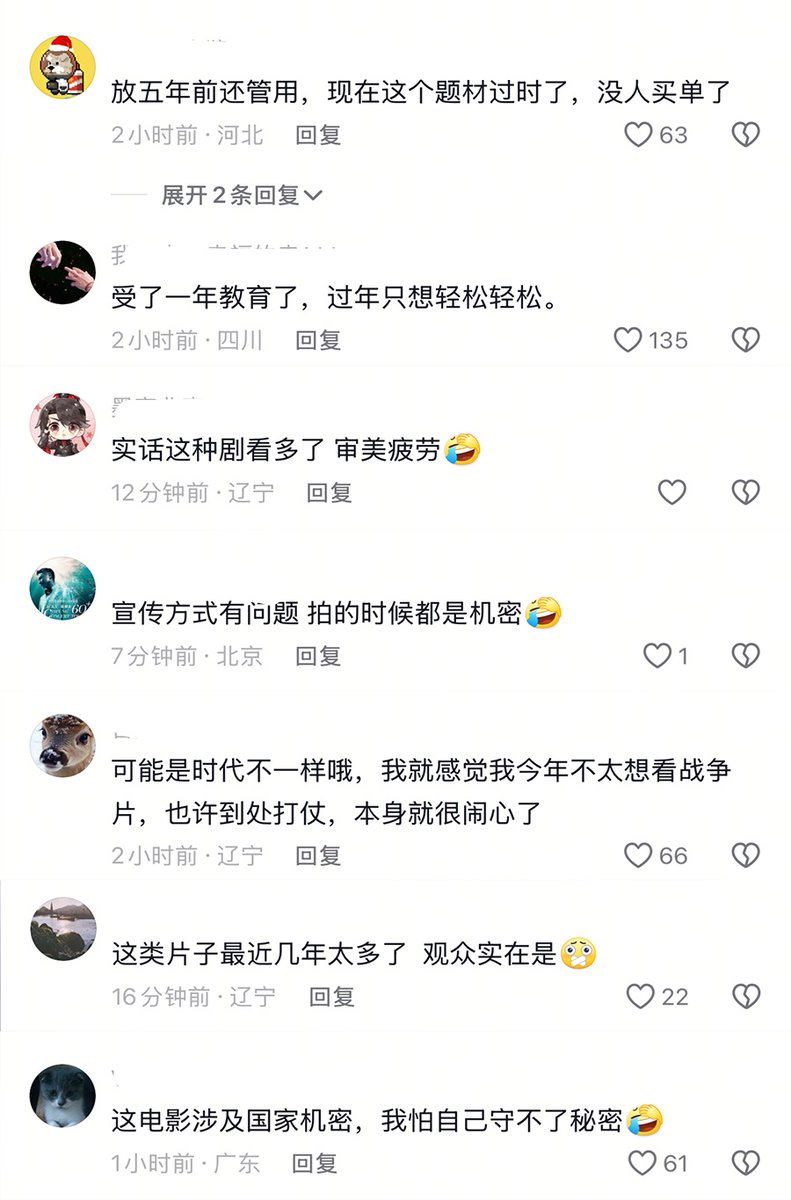 放五年前还管用，现在这个题材过时了，没人买单了
2小时前·河北 回复 63
展开2条回复
受了一年教育了，过年只想轻松轻松。
2小时前·四川 回复 135
实话这种剧看多了 审美疲劳🤣
12分钟前·辽宁 回复
宣传方式有问题 拍的时候都是机密🤣
7分钟前·北京 回复 1
可能是时代不一样哦，我就感觉我今年不太想看战争
片，也许到处打仗，本身就很闹心了
2小时前·辽宁 回复 66
这类片子最近几年太多了 观众实在是
16分钟前·辽宁 回复 22
这电影涉及国家机密，我怕自己守不了秘密🤣
1小时前·广东 回复 61